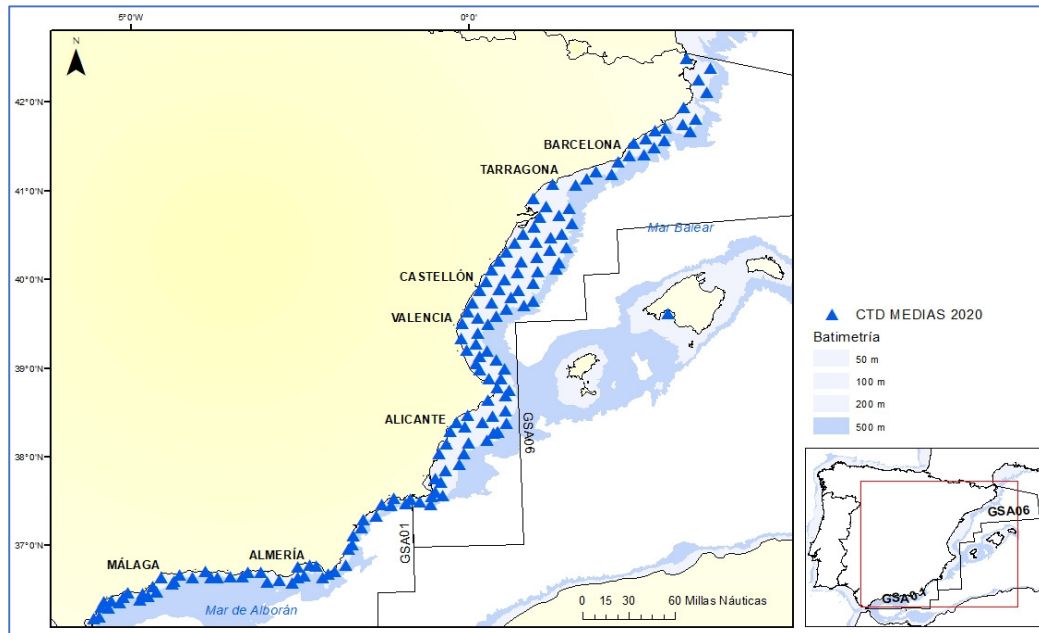 5°0'W
0°0'
N
42°0'N
BARCELONA
TARRAGONA
41°0'N
Mar Balear
40°0'N
CASTELLÓN
VALENCIA
39°0'N
ALICANTE
GSA06
38°0'N
GSA01
37°0'N
ALMERÍA
MÁLAGA
Mar de Alborán
0 15 30 60 Millas Náuticas
CTD MEDIAS 2020
Batimetría
50 m
100 m
200 m
500 m
GSA06
GSA01